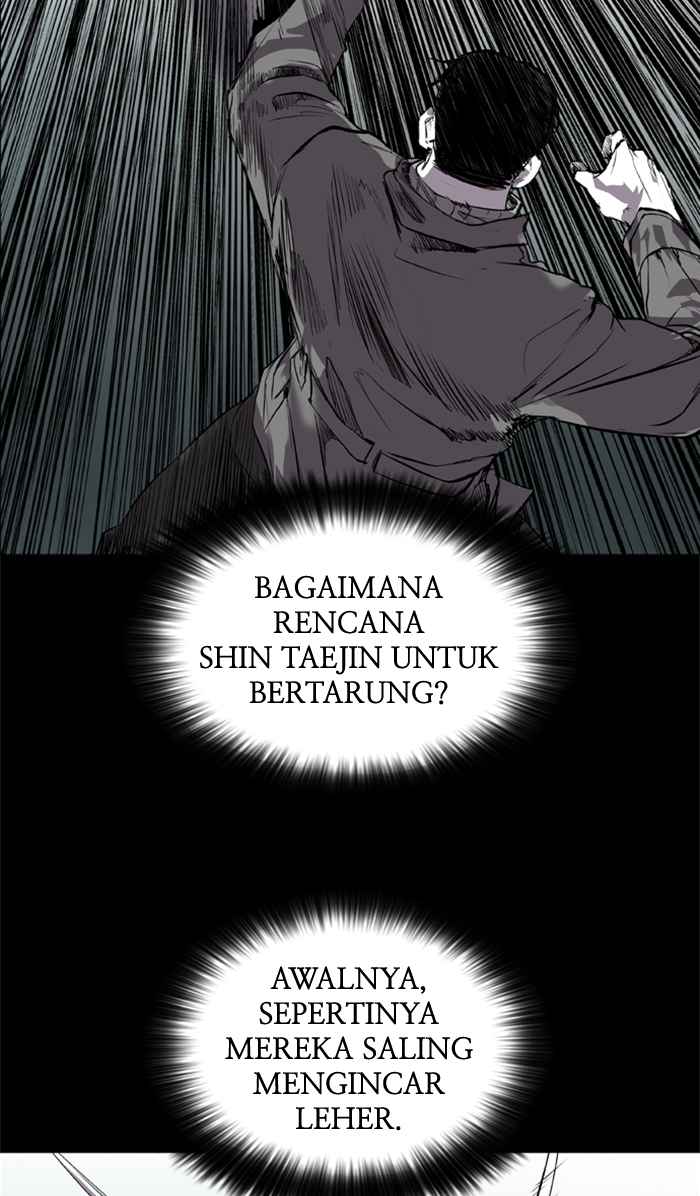 BAGAIMANA
RENCANA
SHIN TAEJIN UNTUK
BERTARUNG?
AWALNYA,
SEPERTINYA
MEREKA SALING
MENGINCAR
LEHER.